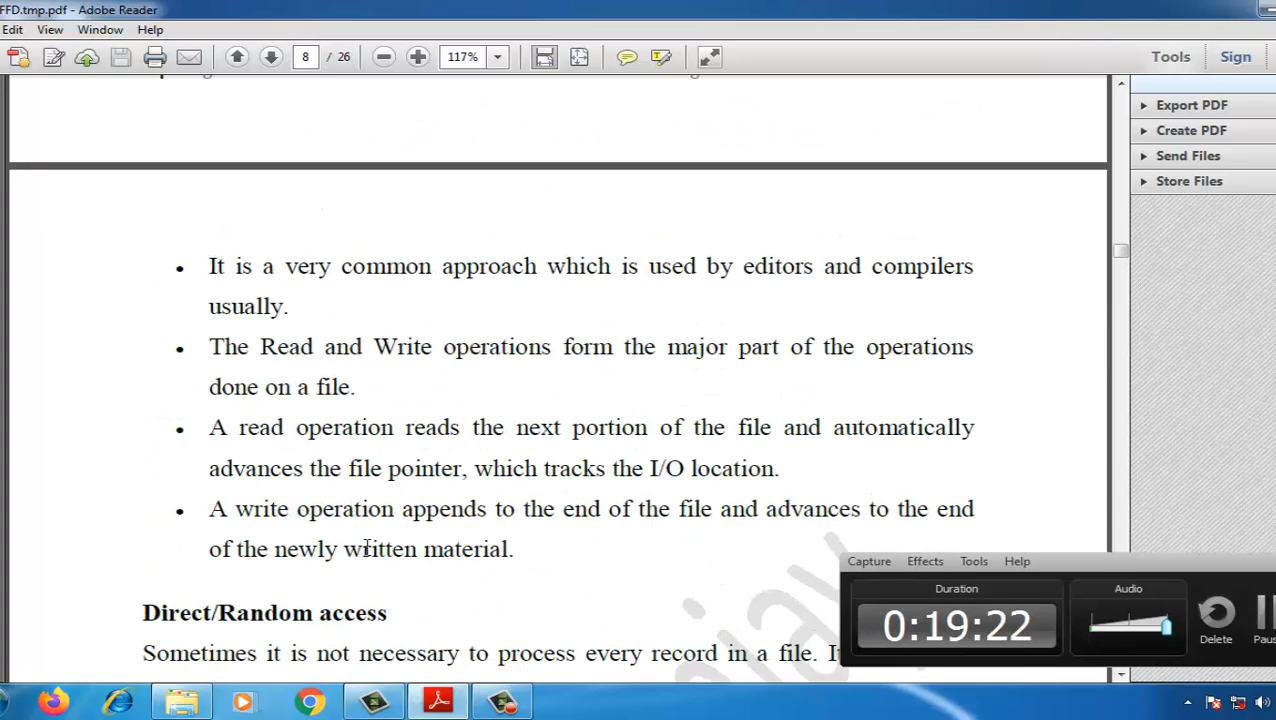 FFD.tmp.pdf - Adobe Reader
Edit View Window Help
8 / 26 117% Tools Sign
Export PDF
Create PDF
Send Files
Store Files
• It is a very common approach which is used by editors and compilers
usually.
• The Read and Write operations form the major part of the operations
done on a file.
• A read operation reads the next portion of the file and automatically
advances the file pointer, which tracks the I/O location.
• A write operation appends to the end of the file and advances to the end
of the newly written material.
Direct/Random access
Sometimes it is not necessary to process every record in a file.
Capture Effects Tools Help
Duration
Audio
0:19:22
Delete
Paus